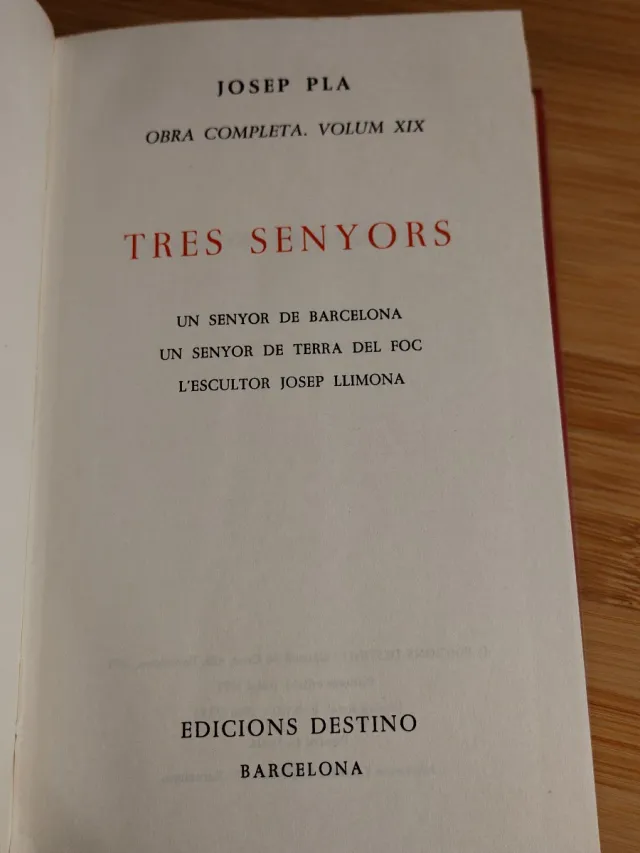 JOSEP PLA
OBRA COMPLETA. VOLUM XIX
TRES SENYORS
UN SENYOR DE BARCELONA
UN SENYOR DE TERRA DEL FOC
L'ESCULTOR JOSEP LLIMONA
EDICIONS DESTINO
BARCELONA